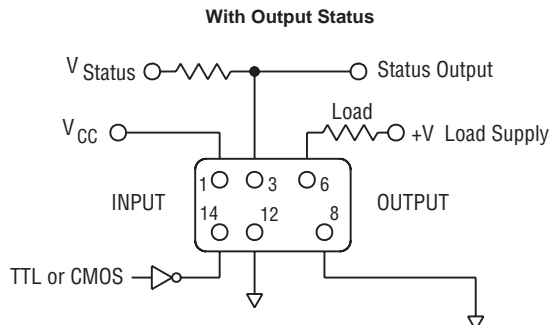 With Output Status
V Status
Status Output
Load
V CC
+V Load Supply
1 3 6
INPUT
OUTPUT
14 12 8
TTL or CMOS